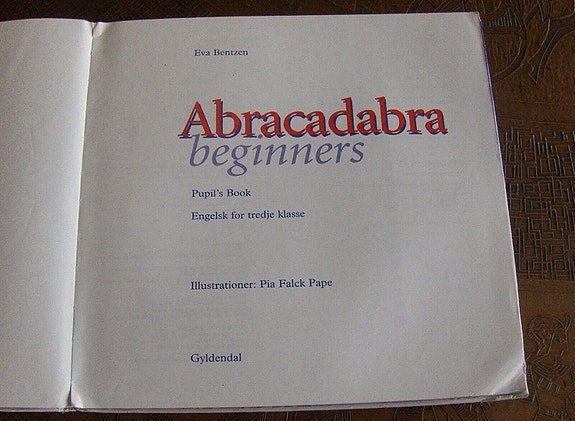 Eva Bentzen
Abracadabra
beginners
Pupil's Book
Engelsk for tredje klasse
Illustrationer: Pia Falck Pape
Gyldendal